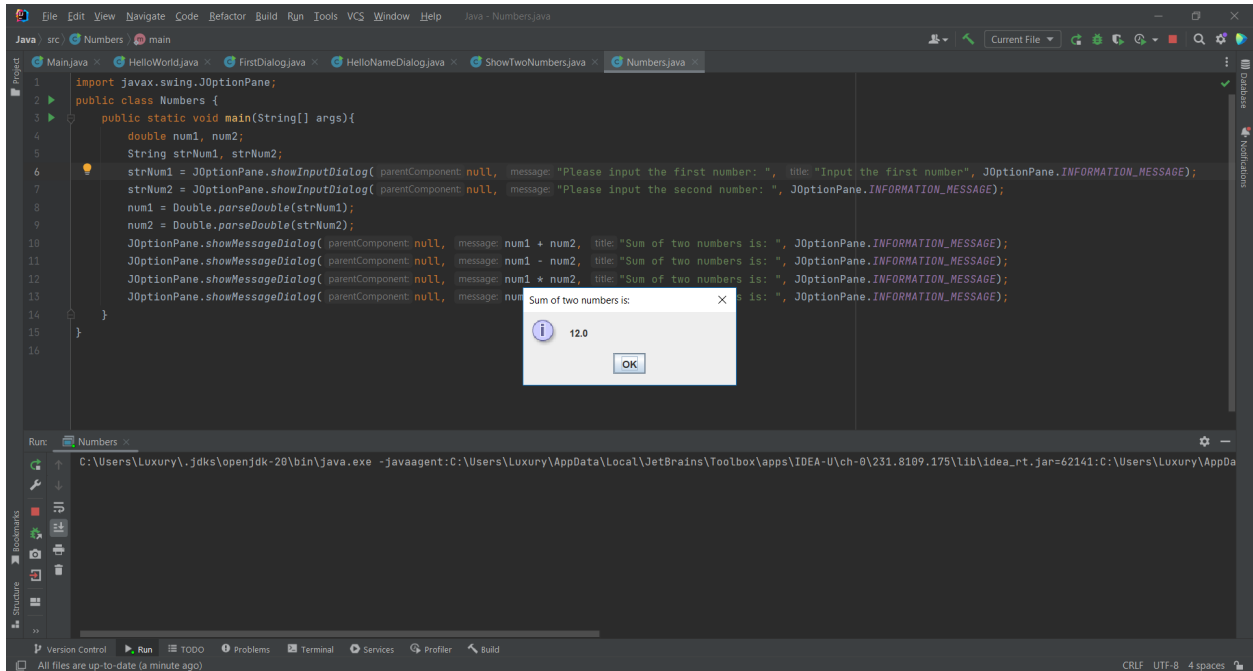 File Edit View Navigate Code Refactor Build Run Tools VCS Window Help Java - Numbers.java
Java src Numbers main Current File
Project Main.java HelloWorld.java FirstDialog.java HelloNameDialog.java ShowTwoNumbers.java Numbers.java Database
1 import javax.swing.JOptionPane;
2 public class Numbers {
3 public static void main(String[] args){
4 double num1, num2;
5 String strNum1, strNum2;
6 strNum1 = JOptionPane.showInputDialog( parentComponent: null, message: "Please input the first number: ", title: "Input the first number", JOptionPane.INFORMATION_MESSAGE);
7 strNum2 = JOptionPane.showInputDialog( parentComponent: null, message: "Please input the second number: ", JOptionPane.INFORMATION_MESSAGE);
8 num1 = Double.parseDouble(strNum1);
9 num2 = Double.parseDouble(strNum2);
10 JOptionPane.showMessageDialog( parentComponent: null, message: num1 + num2, title: "Sum of two numbers is: ", JOptionPane.INFORMATION_MESSAGE);
11 JOptionPane.showMessageDialog( parentComponent: null, message: num1 - num2, title: "Sum of two numbers is: ", JOptionPane.INFORMATION_MESSAGE);
12 JOptionPane.showMessageDialog( parentComponent: null, message: num1 * num2, title: "Sum of two numbers is: ", JOptionPane.INFORMATION_MESSAGE);
13 JOptionPane.showMessageDialog( parentComponent: null, message: num s is: ", JOptionPane.INFORMATION_MESSAGE);
14 }
15 }
16
Notifications
Sum of two numbers is:
12.0
OK
Run: Numbers
C:\Users\Luxury\.jdks\openjdk-20\bin\java.exe -javaagent:C:\Users\Luxury\AppData\Local\JetBrains\Toolbox\apps\IDEA-U\ch-0\231.8109.175\lib\idea_rt.jar=62141:C:\Users\Luxury\AppDa
Bookmarks
Structure
Version Control Run TODO Problems Terminal Services Profiler Build
All files are up-to-date (a minute ago) CRLF UTF-8 4 spaces